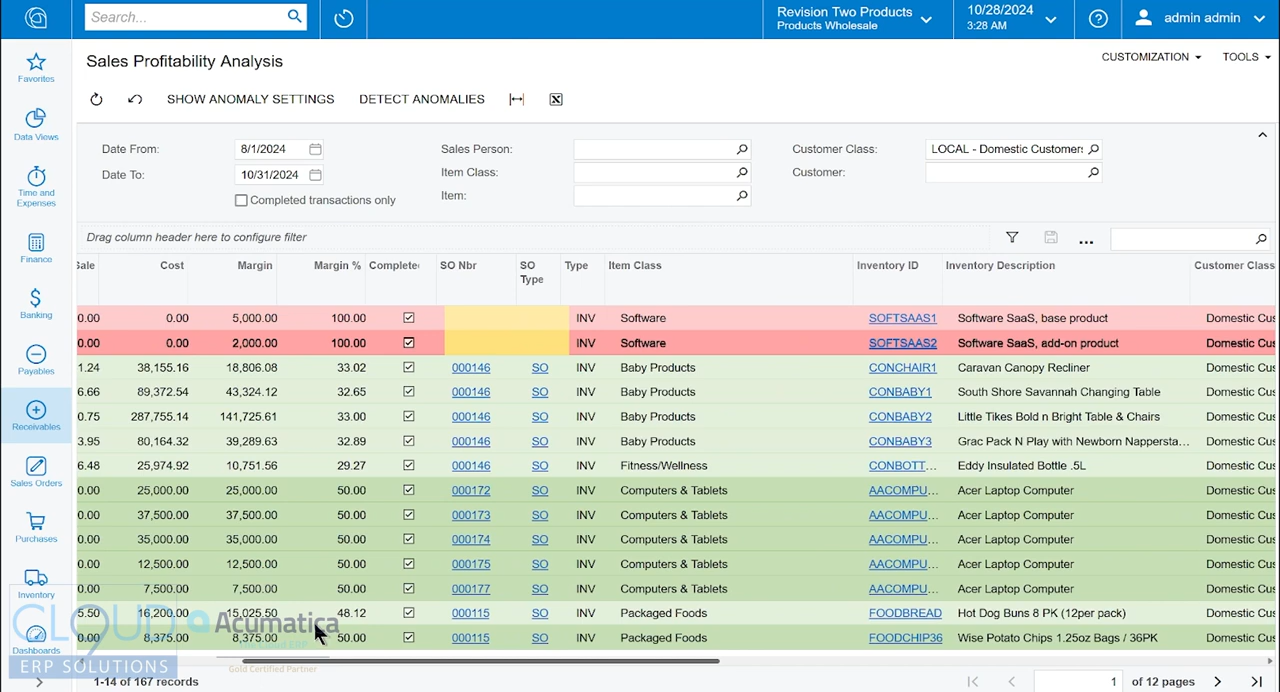 Search...
Revision Two Products
Products Wholesale
10/28/2024
3:28 AM
admin admin
Favorites
Data Views
Time and
Expenses
Finance
Banking
Payables
Receivables
Sales Orders
Purchases
Inventory
Dashboards
Sales Profitability Analysis
CUSTOMIZATION
TOOLS
SHOW ANOMALY SETTINGS
DETECT ANOMALIES
Date From: 8/1/2024
Sales Person:
Customer Class: LOCAL - Domestic Customers
Date To: 10/31/2024
Item Class:
Customer:
Completed transactions only
Item:
Drag column header here to configure filter
...
Sale Cost Margin Margin % Complete SO Nbr SO Type Type Item Class Inventory ID Inventory Description Customer Class
0.00 0.00 5,000.00 100.00 INV Software SOFTSAAS1 Software SaaS, base product Domestic Cus
0.00 0.00 2,000.00 100.00 INV Software SOFTSAAS2 Software SaaS, add-on product Domestic Cus
1.24 38,155.16 18,806.08 33.02 000146 SO INV Baby Products CONCHAIR1 Caravan Canopy Recliner Domestic Cus
6.66 89,372.54 43,324.12 32.65 000146 SO INV Baby Products CONBABY1 South Shore Savannah Changing Table Domestic Cus
0.75 287,755.14 141,725.61 33.00 000146 SO INV Baby Products CONBABY2 Little Tikes Bold n Bright Table & Chairs Domestic Cus
3.95 80,164.32 39,289.63 32.89 000146 SO INV Baby Products CONBABY3 Grac Pack N Play with Newborn Nappersta... Domestic Cus
6.48 25,974.92 10,751.56 29.27 000146 SO INV Fitness/Wellness CONBOTT... Eddy Insulated Bottle .5L Domestic Cus
0.00 25,000.00 25,000.00 50.00 000172 SO INV Computers & Tablets AACOMPU... Acer Laptop Computer Domestic Cus
0.00 37,500.00 37,500.00 50.00 000173 SO INV Computers & Tablets AACOMPU... Acer Laptop Computer Domestic Cus
0.00 35,000.00 35,000.00 50.00 000174 SO INV Computers & Tablets AACOMPU... Acer Laptop Computer Domestic Cus
0.00 12,500.00 12,500.00 50.00 000175 SO INV Computers & Tablets AACOMPU... Acer Laptop Computer Domestic Cus
0.00 7,500.00 7,500.00 50.00 000177 SO INV Computers & Tablets AACOMPU... Acer Laptop Computer Domestic Cus
5.50 16,200.00 15,025.50 48.12 000115 SO INV Packaged Foods FOODBREAD Hot Dog Buns 8 PK (12per pack) Domestic Cus
0.00 8,375.00 8,375.00 50.00 000115 SO INV Packaged Foods FOODCHIP36 Wise Potato Chips 1.25oz Bags / 36PK Domestic Cus
CLOUD9
ERP SOLUTIONS
Acumatica
The Cloud ERP
Gold Certified Partner
1-14 of 167 records
1 of 12 pages